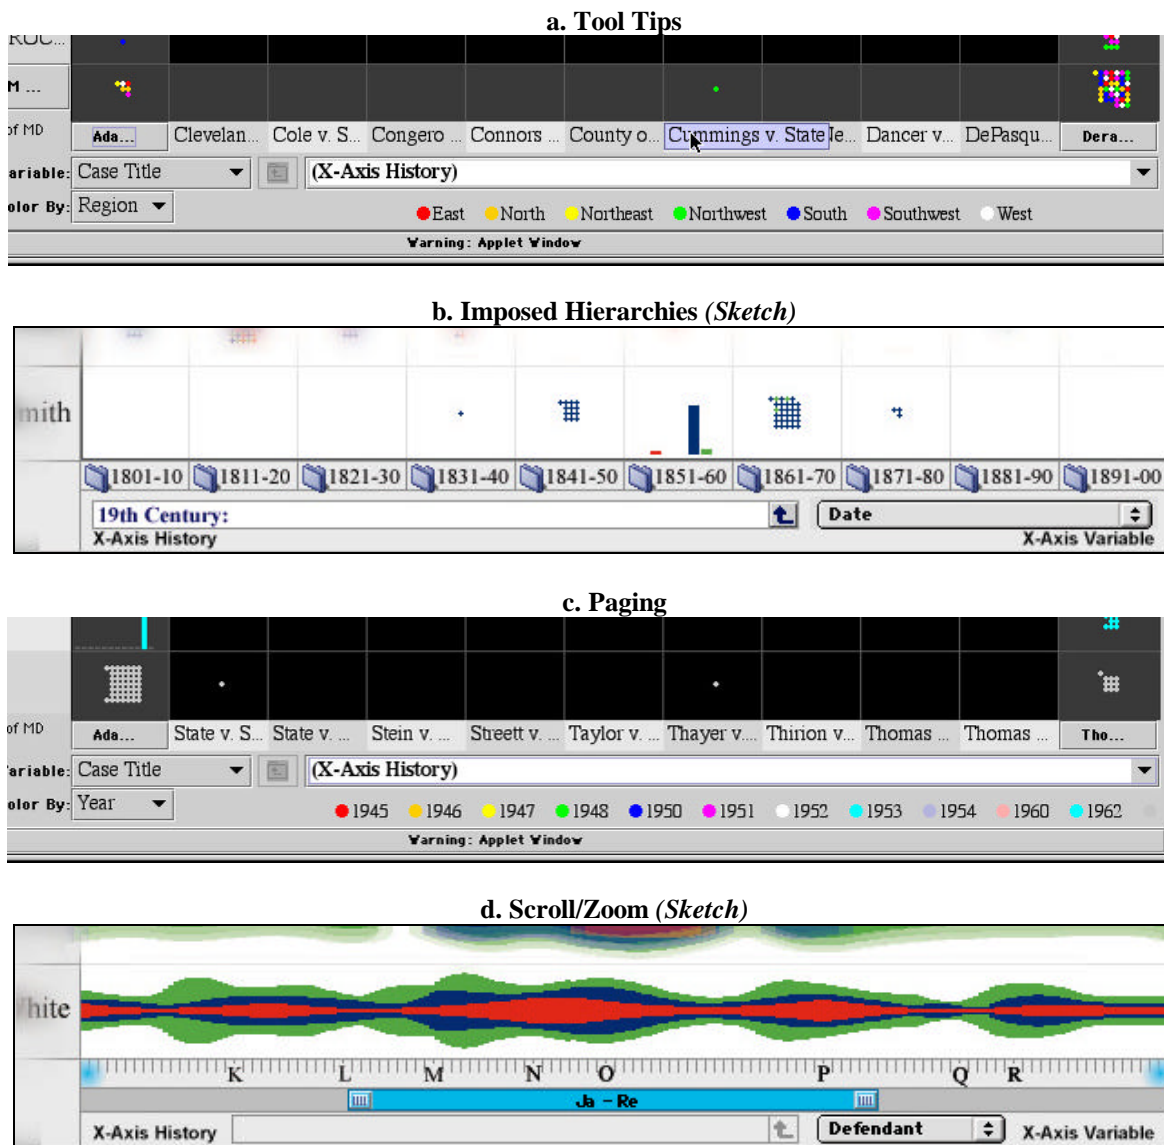 a. Tool Tips
M ...
of MD
Ada... Clevelan... Cole v. S... Congero ... Connors ... County o... Cummings v. State e... Dancer v... DePasqu... Dera...
ariable: Case Title (X-Axis History)
olor By: Region East North Northeast Northwest South Southwest West
Warning: Applet Window
b. Imposed Hierarchies (Sketch)
mith
1801-10 1811-20 1821-30 1831-40 1841-50 1851-60 1861-70 1871-80 1881-90 1891-00
19th Century: Date
X-Axis History X-Axis Variable
c. Paging
of MD
Ada... State v. S... State v. ... Stein v. ... Streett v. ... Taylor v. ... Thayer v.... Thirion v... Thomas ... Thomas ... Tho...
ariable: Case Title (X-Axis History)
olor By: Year 1945 1946 1947 1948 1950 1951 1952 1953 1954 1960 1962
Warning: Applet Window
d. Scroll/Zoom (Sketch)
hite
K L M N O P Q R
Ja - Re
X-Axis History Defendant X-Axis Variable